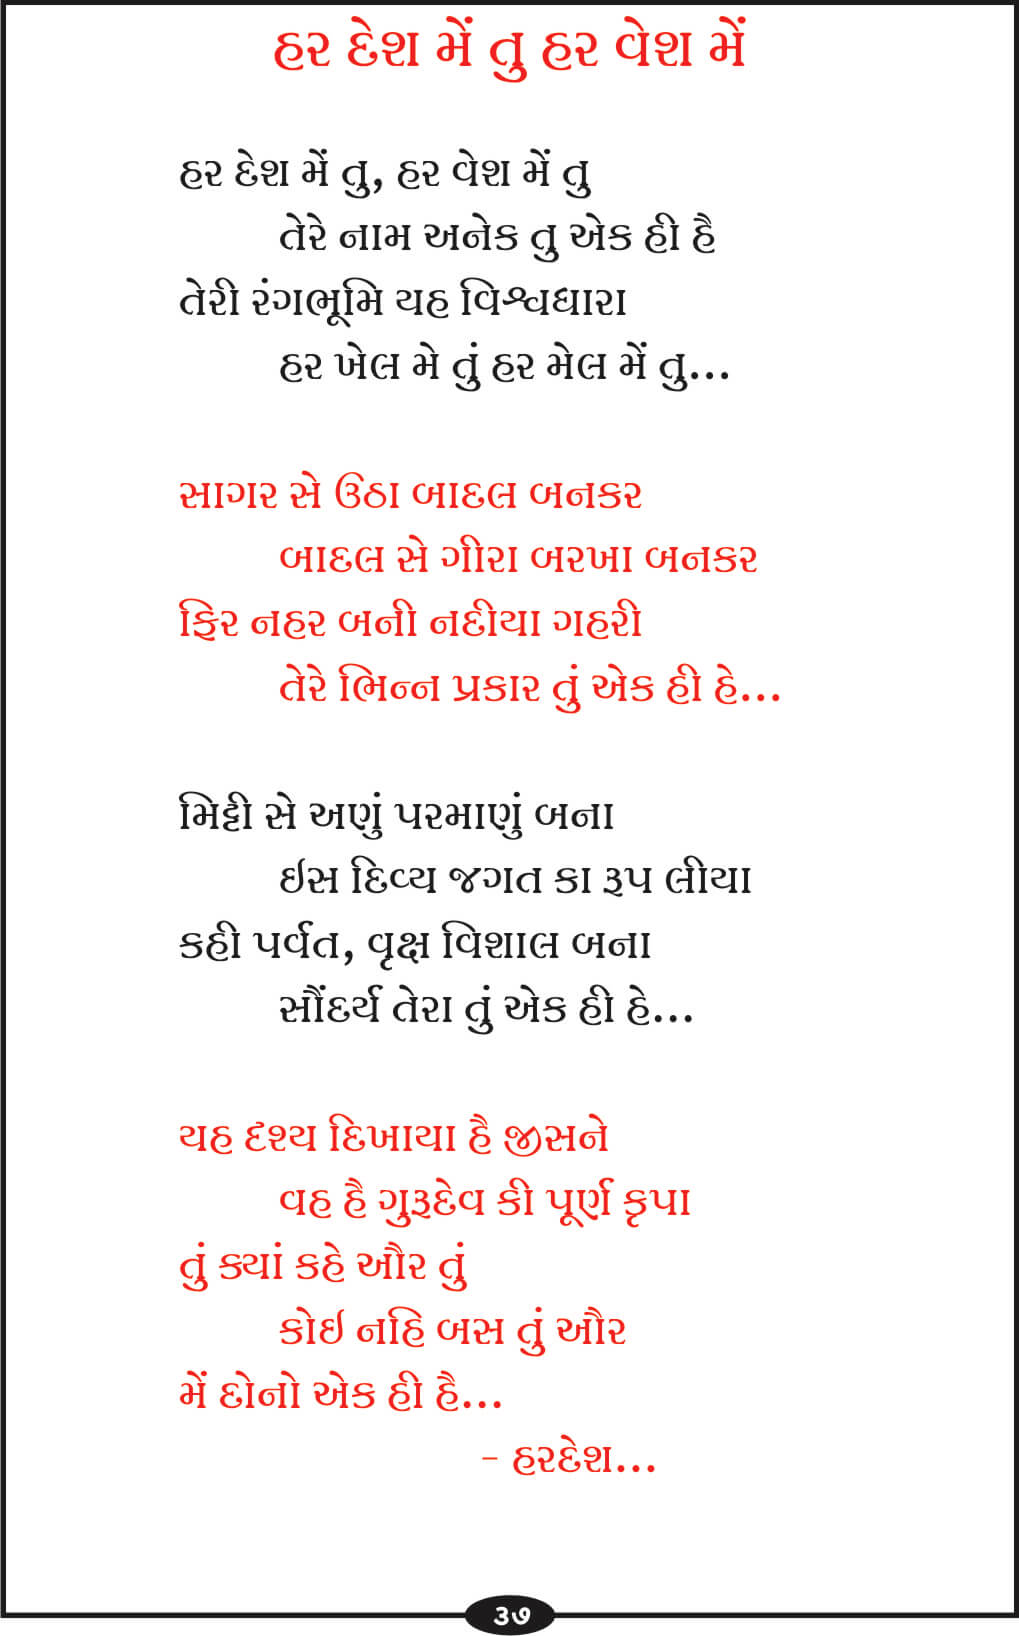 હર દેશ મેં તુ હર વેશ મેં
હર દેશ મેં તુ, હર વેશ મેં તુ
તેરે નામ અનેક તુ એક હી હૈ
તેરી રંગભૂમિ યહ વિશ્વધારા
હર ખેલ મે તું હર મેલ મેં તુ...
સાગર સે ઉઠા બાદલ બનકર
બાદલ સે ગીરા બરખા બનકર
ફિર નહર બની નદીયા ગહરી
તેરે ભિન્ન પ્રકાર તું એક હી હે...
મિટ્ટી સે અણું પરમાણું બના
ઇસ દિવ્ય જગત કા રૂપ લીયા
કહી પર્વત, વૃક્ષ વિશાલ બના
સૌંદર્ય તેરા તું એક હી હે...
યહ દૃશ્ય દિખાયા હૈ જીસને
વહ હૈ ગુરૂદેવ કી પૂર્ણ કૃપા
તું ક્યાં કહે ઔર તું
કોઇ નહિ બસ તું ઔર
મેં દોનો એક હી હૈ...
- હરદેશ...
૩૭